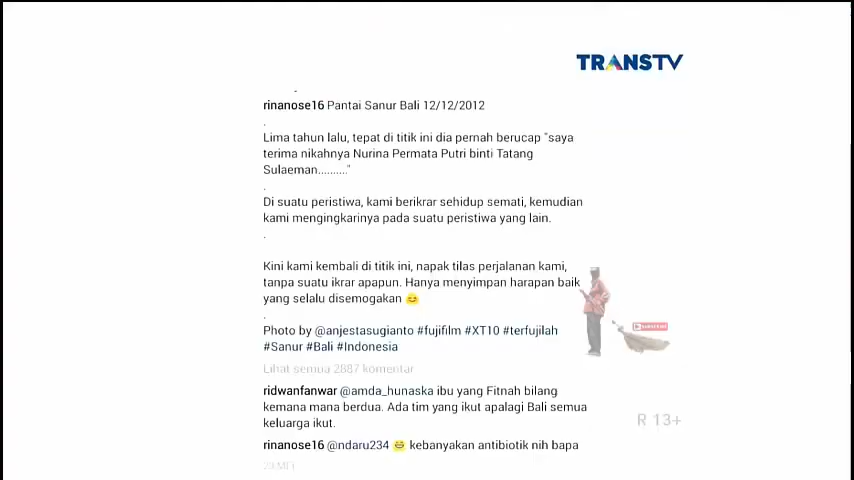 TRANSTV
rinanose16 Pantai Sanur Bali 12/12/2012
.
Lima tahun lalu, tepat di titik ini dia pernah berucap "saya
terima nikahnya Nurina Permata Putri binti Tatang
Sulaeman.........."
.
Di suatu peristiwa, kami berikrar sehidup semati, kemudian
kami mengingkarinya pada suatu peristiwa yang lain.
.
Kini kami kembali di titik ini, napak tilas perjalanan kami,
tanpa suatu ikrar apapun. Hanya menyimpan harapan baik
yang selalu disemogakan 😊
.
Photo by @anjestasugianto #fujifilm #XT10 #terfujilah
#Sanur #Bali #Indonesia
Lihat semua 2887 komentar
ridwanfanwar @amda_hunaska ibu yang Fitnah bilang
kemana mana berdua. Ada tim yang ikut apalagi Bali semua
keluarga ikut.
R 13+
rinanose16 @ndaru234 😂 kebanyakan antibiotik nih bapa